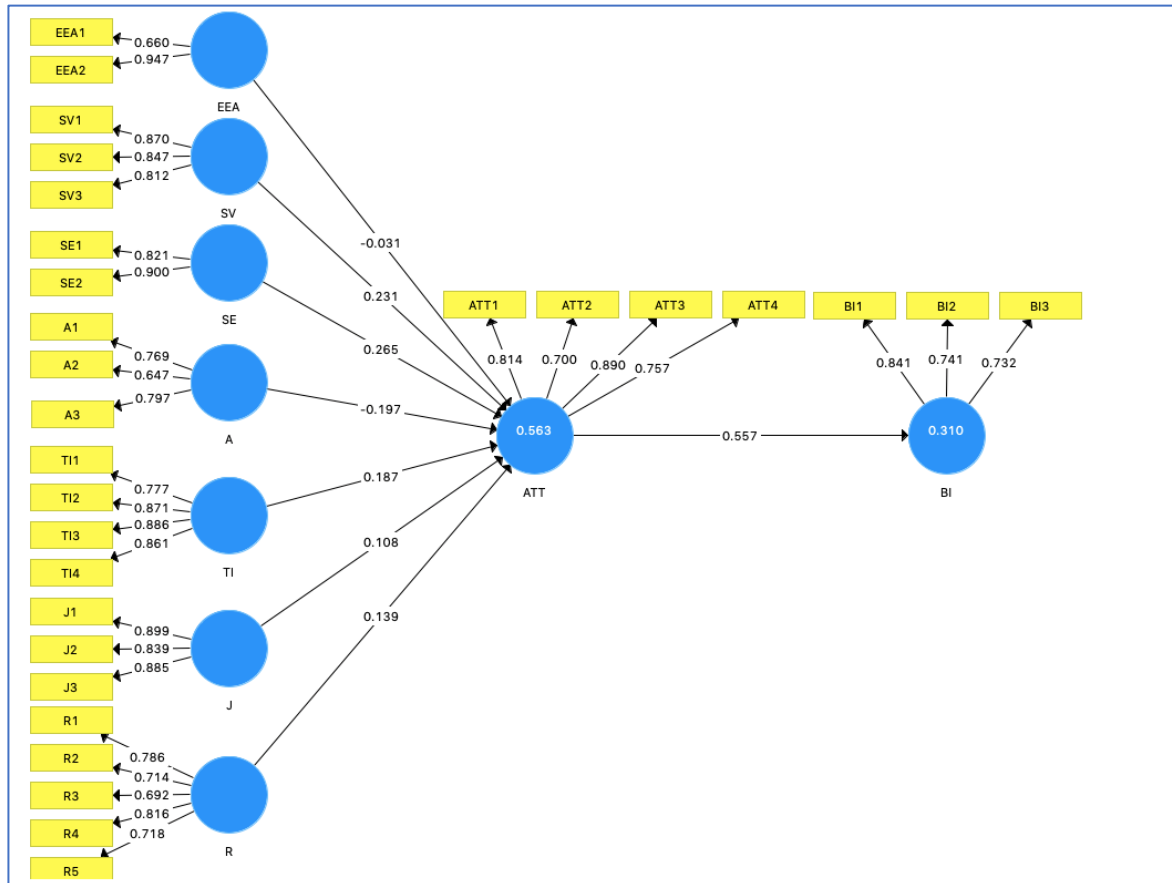 EEA1
0.660
EEA2
0.947
EEA
SV1
0.870
SV2
0.847
SV3
0.812
SV
SE1
0.821
SE2
0.900
SE
A1
0.769
A2
0.647
A3
0.797
A
TI1
0.777
TI2
0.871
TI3
0.886
TI4
0.861
TI
J1
0.899
J2
0.839
J3
0.885
J
R1
0.786
R2
0.714
R3
0.692
R4
0.816
R5
0.718
R
-0.031
0.231
0.265
-0.197
0.187
0.108
0.139
ATT1
ATT2
ATT3
ATT4
0.814
0.700
0.890
0.757
0.563
ATT
0.557
BI1
BI2
BI3
0.841
0.741
0.732
0.310
BI